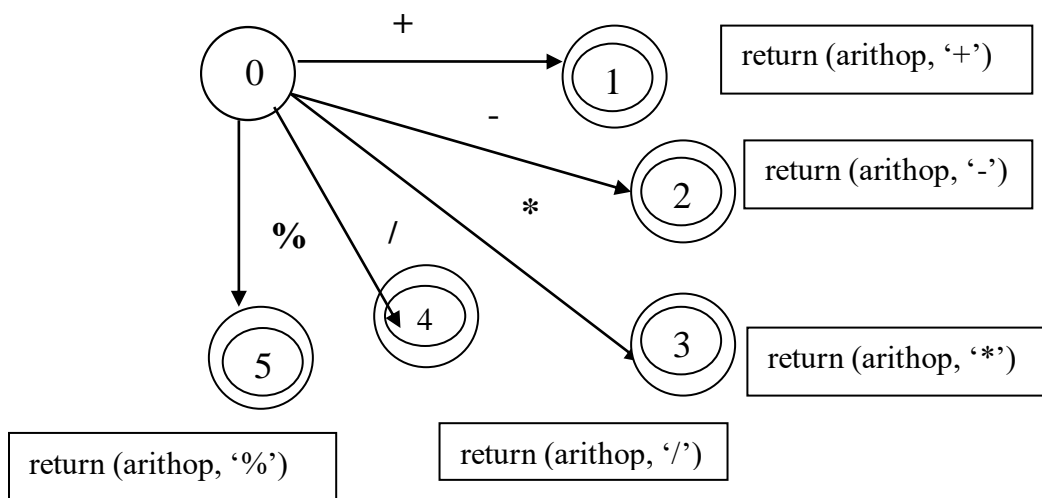 +
0
1
return (arithop, ‘+’)
-
2
return (arithop, ‘-’)
*
%
/
4
3
5
return (arithop, ‘*’)
return (arithop, ‘/’)
return (arithop, ‘%’)